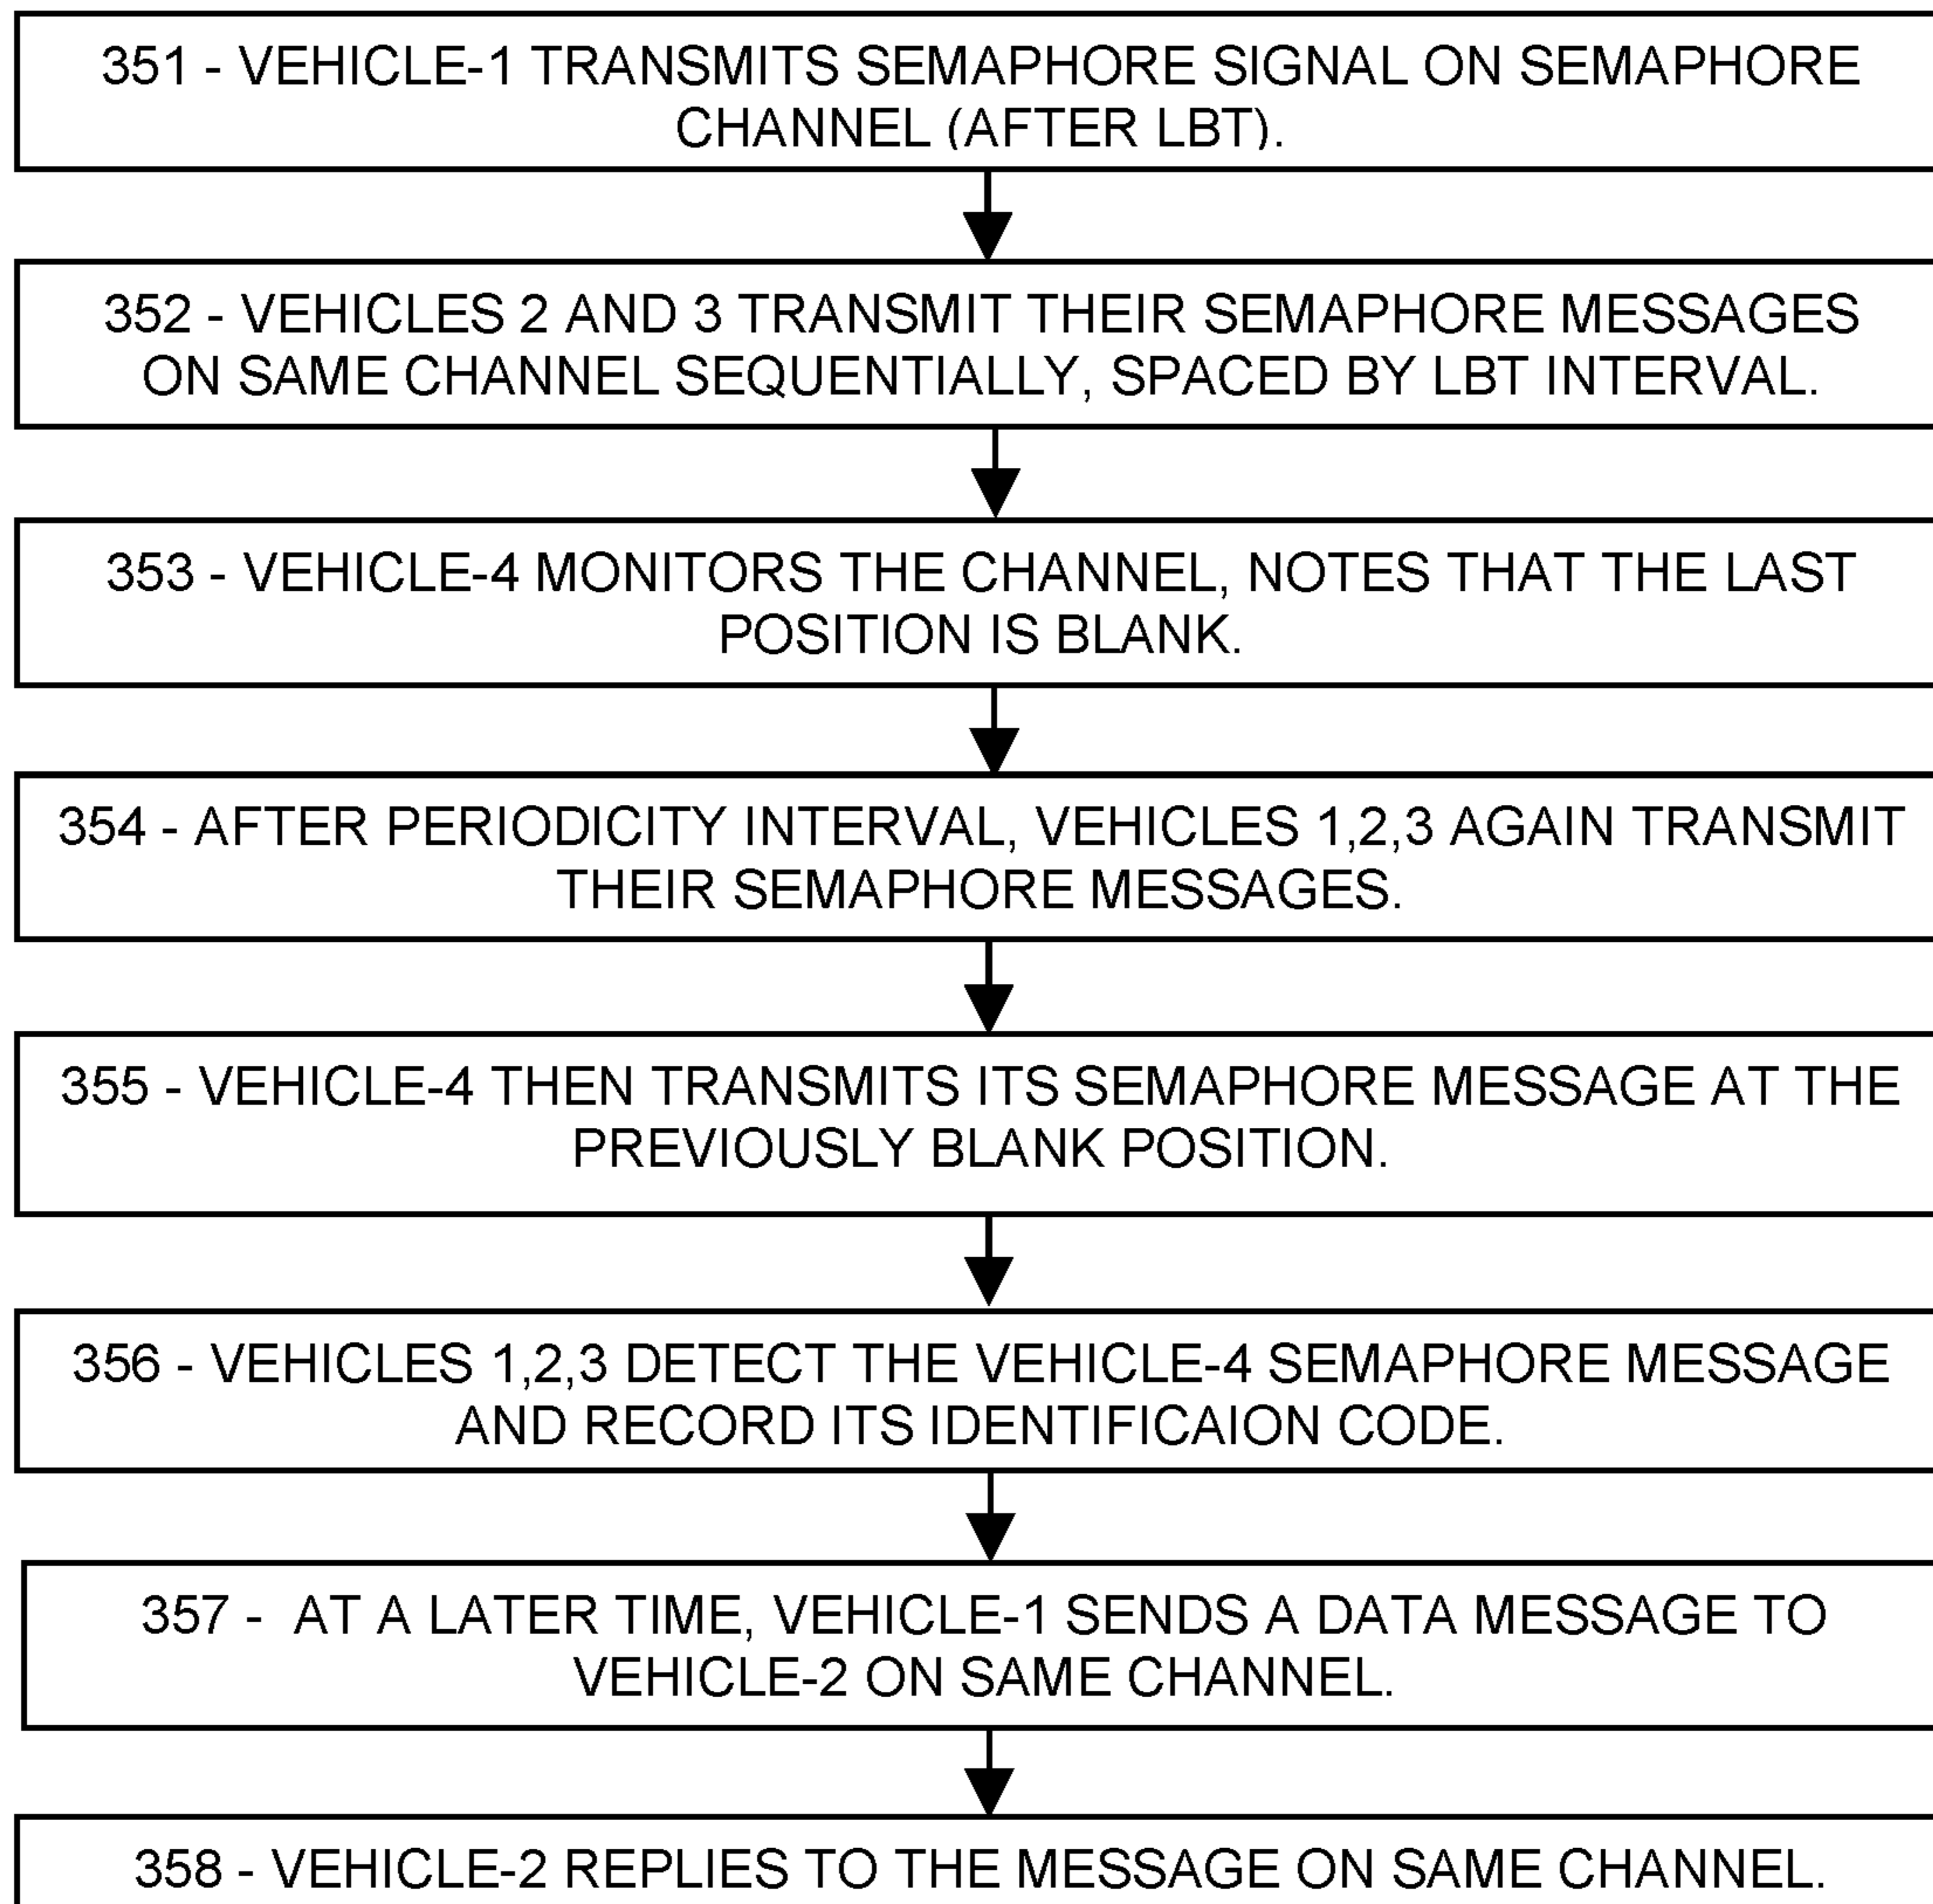 351 - VEHICLE-1 TRANSMITS SEMAPHORE SIGNAL ON SEMAPHORE
CHANNEL (AFTER LBT).
352 - VEHICLES 2 AND 3 TRANSMIT THEIR SEMAPHORE MESSAGES
ON SAME CHANNEL SEQUENTIALLY, SPACED BY LBT INTERVAL.
353 - VEHICLE-4 MONITORS THE CHANNEL, NOTES THAT THE LAST
POSITION IS BLANK.
354 - AFTER PERIODICITY INTERVAL, VEHICLES 1,2,3 AGAIN TRANSMIT
THEIR SEMAPHORE MESSAGES.
355 - VEHICLE-4 THEN TRANSMITS ITS SEMAPHORE MESSAGE AT THE
PREVIOUSLY BLANK POSITION.
356 - VEHICLES 1,2,3 DETECT THE VEHICLE-4 SEMAPHORE MESSAGE
AND RECORD ITS IDENTIFICAION CODE.
357 - AT A LATER TIME, VEHICLE-1 SENDS A DATA MESSAGE TO
VEHICLE-2 ON SAME CHANNEL.
358 - VEHICLE-2 REPLIES TO THE MESSAGE ON SAME CHANNEL.